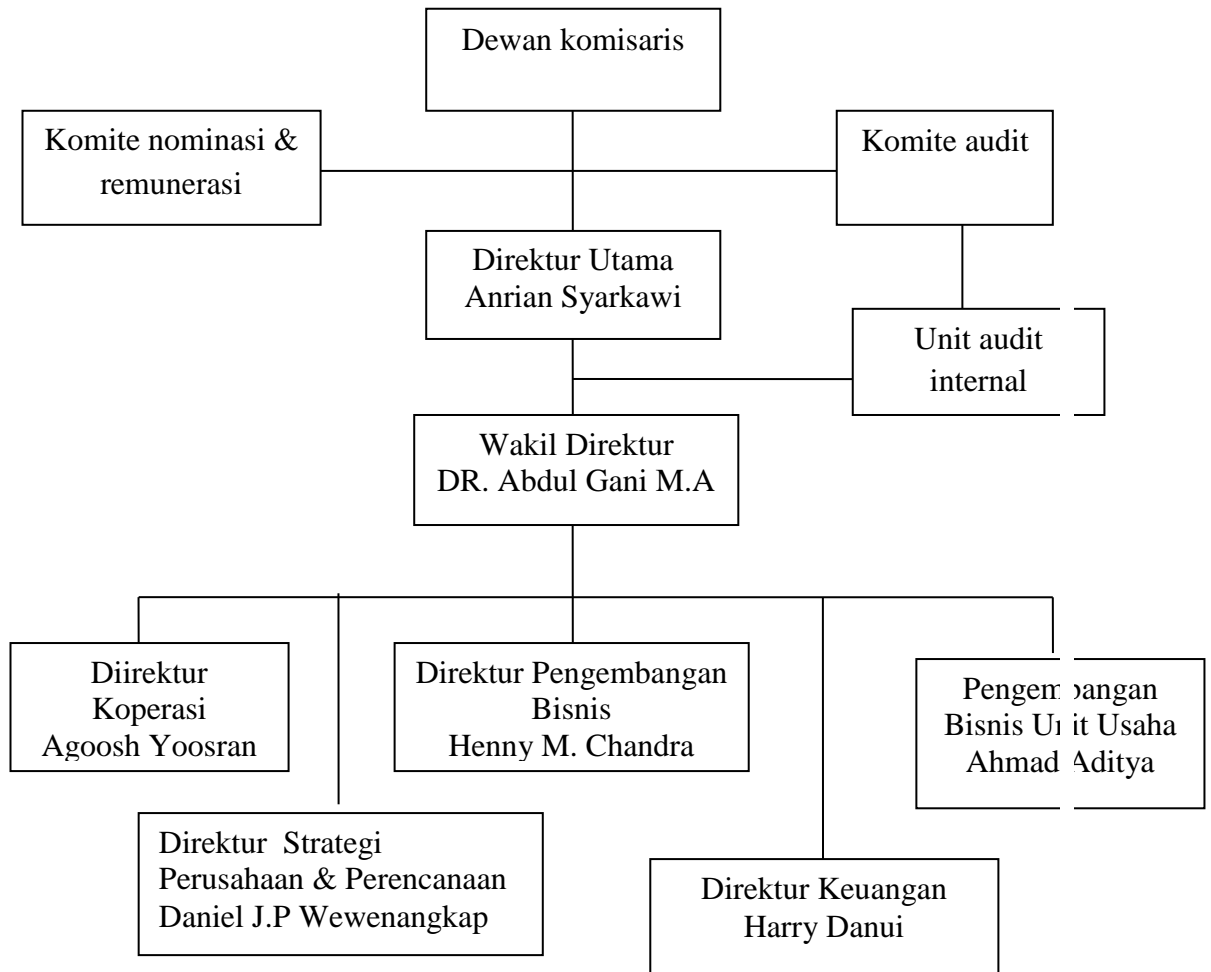 Dewan komisaris
Komite nominasi &
remunerasi
Komite audit
Direktur Utama
Anrian Syarkawi
Unit audit
internal
Wakil Direktur
DR. Abdul Gani M.A
Diirektur
Koperasi
Agoosh Yoosran
Direktur Pengembangan
Bisnis
Henny M. Chandra
Pengembangan
Bisnis Unit Usaha
Ahmad Aditya
Direktur Strategi
Perusahaan & Perencanaan
Daniel J.P Wewenangkap
Direktur Keuangan
Harry Danui